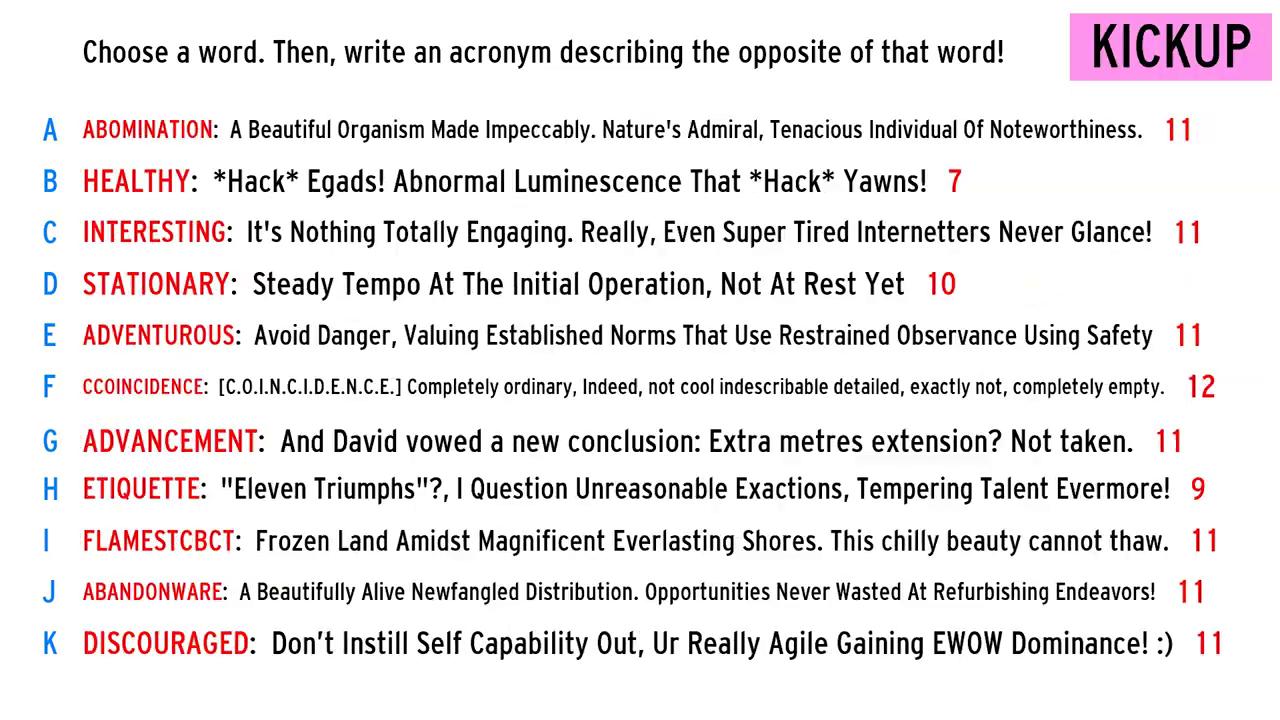 Choose a word. Then, write an acronym describing the opposite of that word!
KICKUP
A ABOMINATION: A Beautiful Organism Made Impeccably. Nature's Admiral, Tenacious Individual Of Noteworthiness. 11
B HEALTHY: *Hack* Egads! Abnormal Luminescence That *Hack* Yawns! 7
C INTERESTING: It's Nothing Totally Engaging. Really, Even Super Tired Internetters Never Glance! 11
D STATIONARY: Steady Tempo At The Initial Operation, Not At Rest Yet 10
E ADVENTUROUS: Avoid Danger, Valuing Established Norms That Use Restrained Observance Using Safety 11
F CCOINCIDENCE: [C.O.I.N.C.I.D.E.N.C.E.] Completely ordinary, Indeed, not cool indescribable detailed, exactly not, completely empty. 12
G ADVANCEMENT: And David vowed a new conclusion: Extra metres extension? Not taken. 11
H ETIQUETTE: "Eleven Triumphs"?, I Question Unreasonable Exactions, Tempering Talent Evermore! 9
I FLAMESTCBCT: Frozen Land Amidst Magnificent Everlasting Shores. This chilly beauty cannot thaw. 11
J ABANDONWARE: A Beautifully Alive Newfangled Distribution. Opportunities Never Wasted At Refurbishing Endeavors! 11
K DISCOURAGED: Don’t Instill Self Capability Out, Ur Really Agile Gaining EWOW Dominance! :) 11